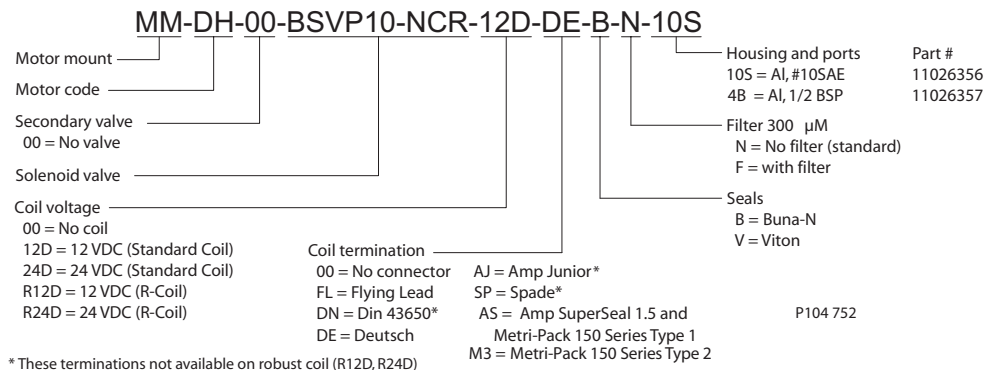 MM-DH-00-BSVP10-NCR-12D-DE-B-N-10S
Motor mount
Motor code
Secondary valve
00 = No valve
Solenoid valve
Coil voltage
00 = No coil
12D = 12 VDC (Standard Coil)
24D = 24 VDC (Standard Coil)
R12D = 12 VDC (R-Coil)
R24D = 24 VDC (R-Coil)
Coil termination
00 = No connector
FL = Flying Lead
DN = Din 43650*
DE = Deutsch
AJ = Amp Junior*
SP = Spade*
AS = Amp SuperSeal 1.5 and
Metri-Pack 150 Series Type 1
M3 = Metri-Pack 150 Series Type 2
Housing and ports Part #
10S = Al, #10SAE 11026356
4B = Al, 1/2 BSP 11026357
Filter 300 µM
N = No filter (standard)
F = with filter
Seals
B = Buna-N
V = Viton
P104 752
* These terminations not available on robust coil (R12D, R24D)